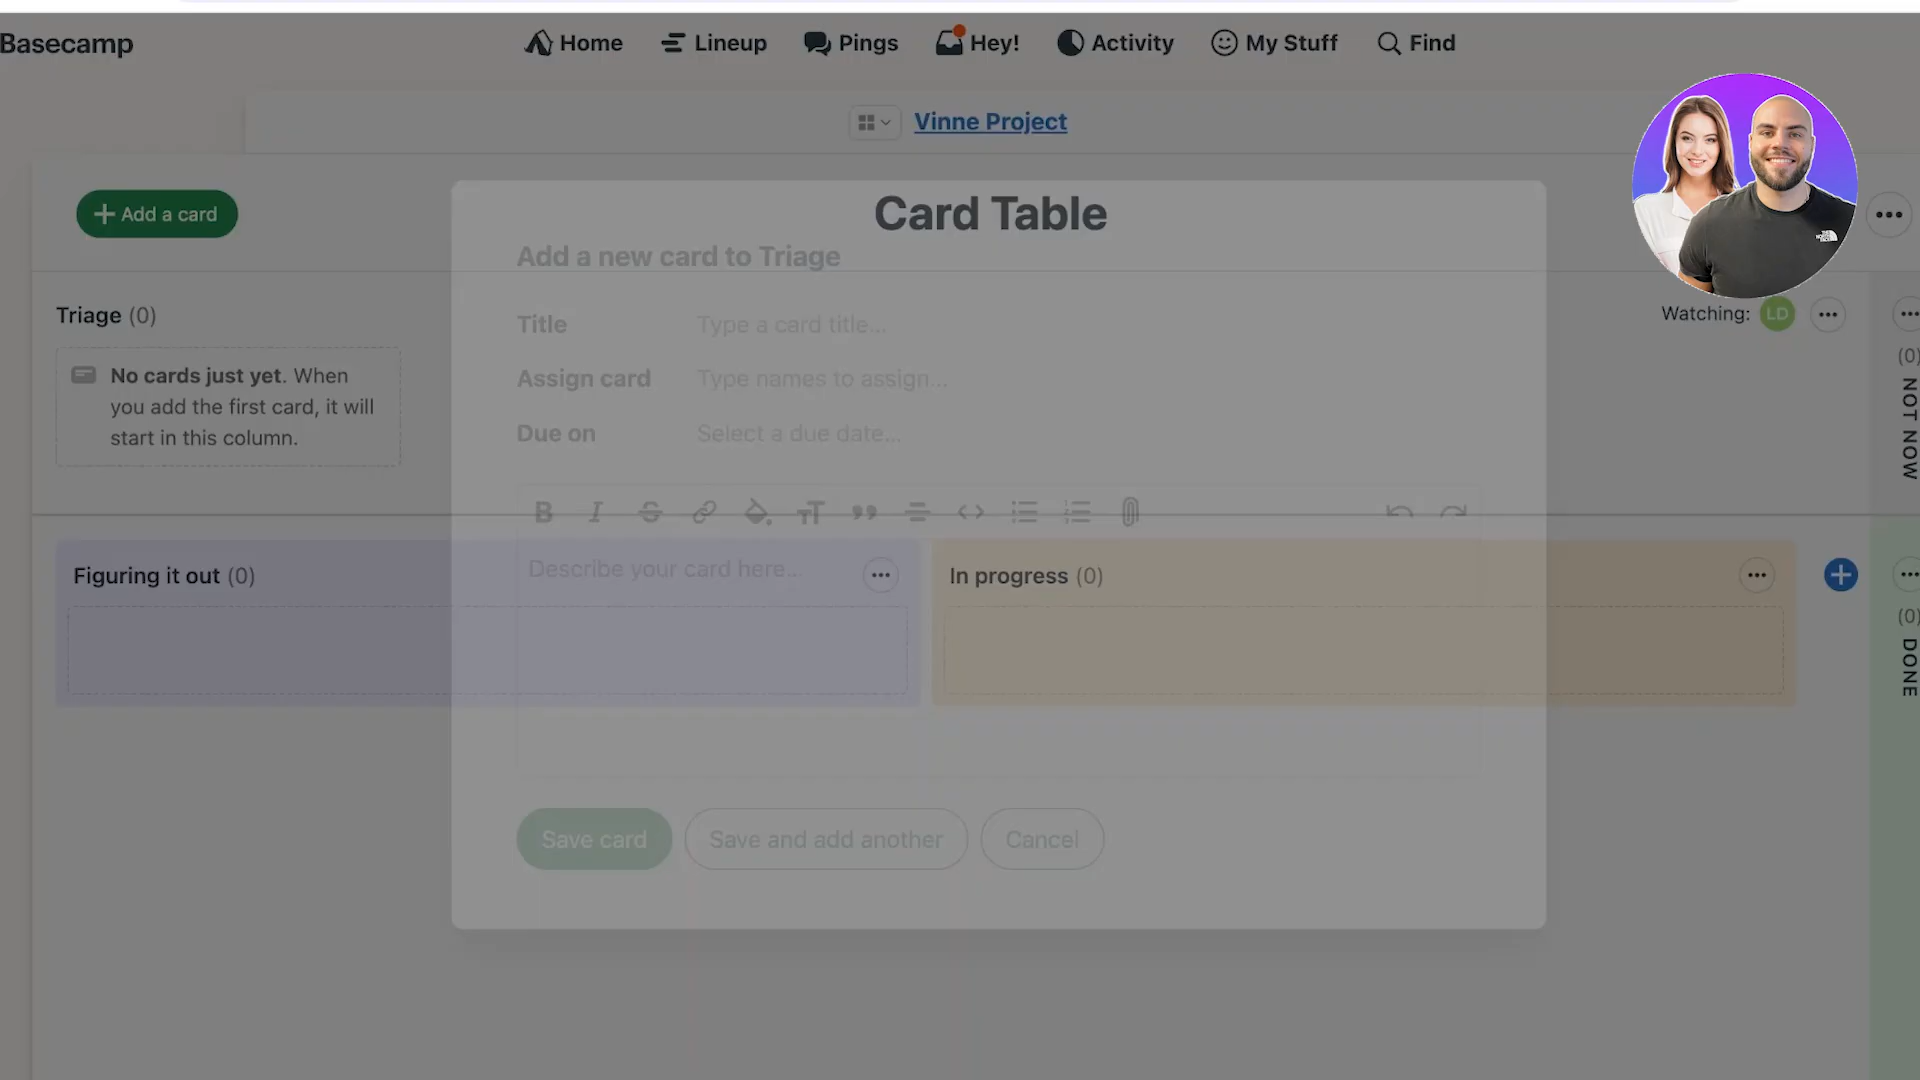 Basecamp
Home
Lineup
Pings
Hey!
Activity
My Stuff
Find
Vinne Project
Add a card
Card Table
Add a new card to Triage
Triage (0)
No cards just yet. When
you add the first card, it will
start in this column.
Title
Type a card title...
Assign card
Type names to assign...
Due on
Select a due date...
Watching:
LD
(0)
NOT NOW
Figuring it out (0)
Describe your card here...
In progress (0)
(0)
DONE
Save card
Save and add another
Cancel